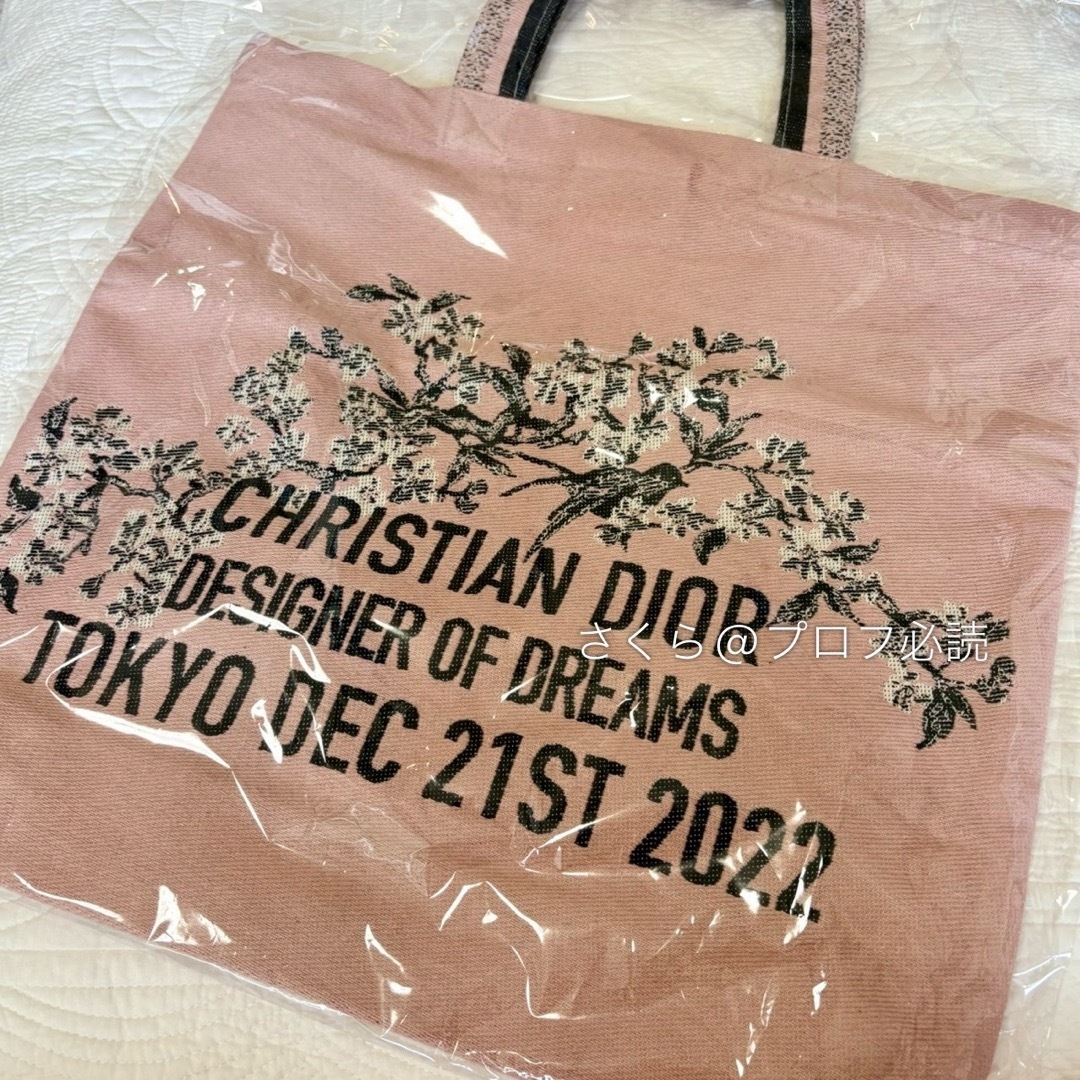 CHRISTIAN DIOR
DESIGNER OF DREAMS
さくら@プロフ必読
TOKYO DEC 21ST 2022